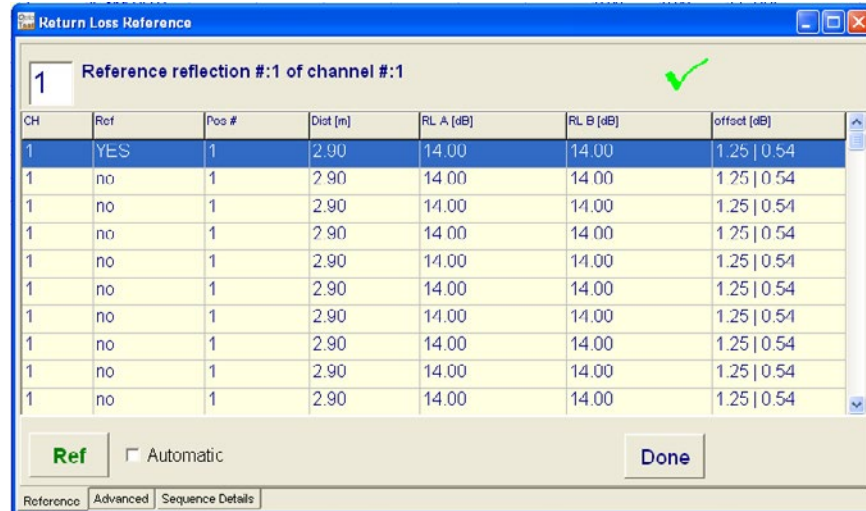 Return Loss Reference
1 Reference reflection #:1 of channel #:1
CH Ref Pos # Dist [m] RL A [dB] RL B [dB] offset [dB]
1 YES 1 2.90 14.00 14.00 1.25 | 0.54
1 no 1 2.90 14.00 14.00 1.25 | 0.54
1 no 1 2.90 14.00 14.00 1.25 | 0.54
1 no 1 2.90 14.00 14.00 1.25 | 0.54
1 no 1 2.90 14.00 14.00 1.25 | 0.54
1 no 1 2.90 14.00 14.00 1.25 | 0.54
1 no 1 2.90 14.00 14.00 1.25 | 0.54
1 no 1 2.90 14.00 14.00 1.25 | 0.54
1 no 1 2.90 14.00 14.00 1.25 | 0.54
1 no 1 2.90 14.00 14.00 1.25 | 0.54
Ref Automatic Done
Reference Advanced Sequence Details